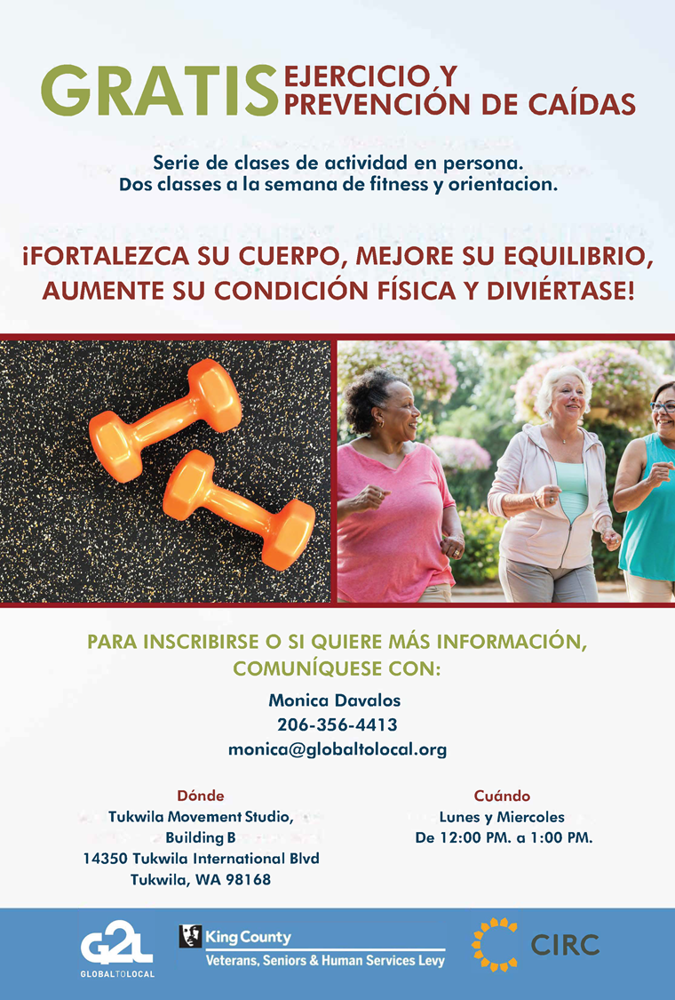 GRATIS EJERCICIO Y
PREVENCIÓN DE CAÍDAS
Serie de clases de actividad en persona.
Dos classes a la semana de fitness y orientacion.
¡FORTALEZCA SU CUERPO, MEJORE SU EQUILIBRIO,
AUMENTE SU CONDICIÓN FÍSICA Y DIVIÉRTASE!
PARA INSCRIBIRSE O SI QUIERE MÁS INFORMACIÓN,
COMUNÍQUESE CON:
Monica Davalos
206-356-4413
monica@globaltolocal.org
Dónde
Tukwila Movement Studio,
Building B
14350 Tukwila International Blvd
Tukwila, WA 98168
Cuándo
Lunes y Miercoles
De 12:00 PM. a 1:00 PM.
G2L
GLOBALTOLOCAL
King County
Veterans, Seniors & Human Services Levy
CIRC